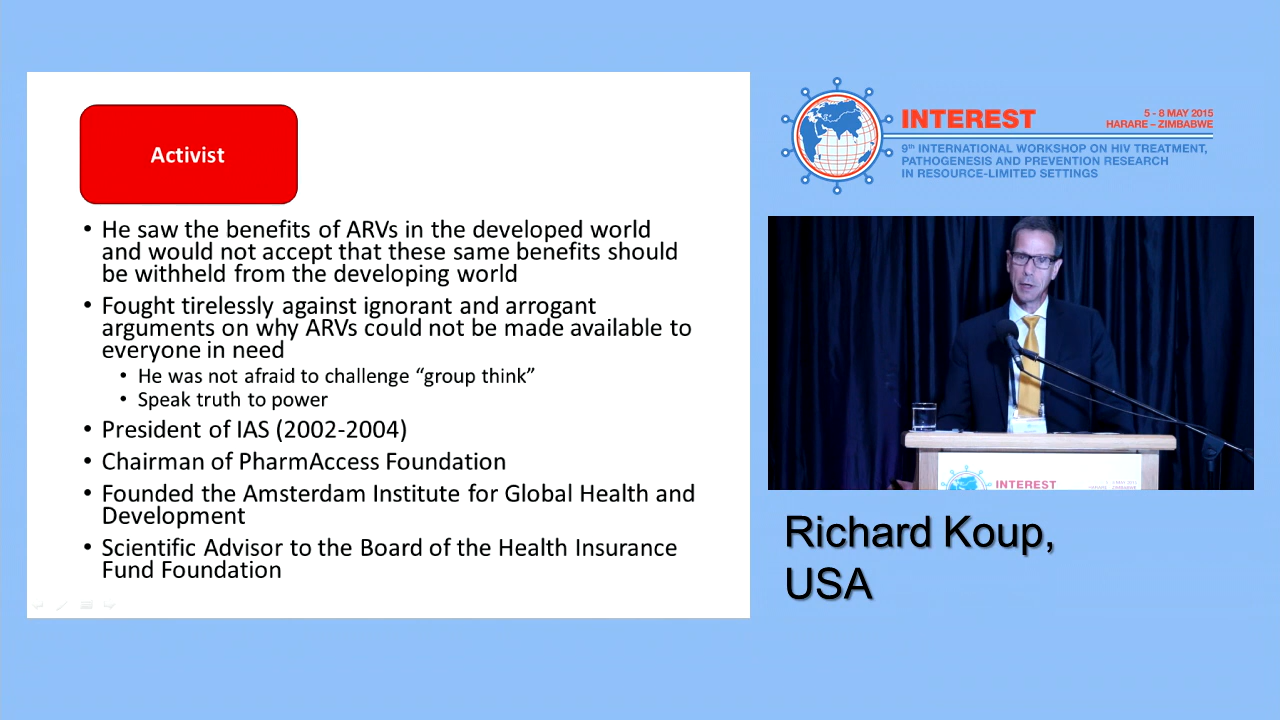 Activist
• He saw the benefits of ARVs in the developed world
and would not accept that these same benefits should
be withheld from the developing world
• Fought tirelessly against ignorant and arrogant
arguments on why ARVs could not be made available to
everyone in need
• He was not afraid to challenge “group think”
• Speak truth to power
• President of IAS (2002-2004)
• Chairman of PharmAccess Foundation
• Founded the Amsterdam Institute for Global Health and
Development
• Scientific Advisor to the Board of the Health Insurance
Fund Foundation
INTEREST
5 - 8 MAY 2015
HARARE – ZIMBABWE
9th INTERNATIONAL WORKSHOP ON HIV TREATMENT,
PATHOGENESIS AND PREVENTION RESEARCH
IN RESOURCE-LIMITED SETTINGS
INTEREST
Richard Koup,
USA